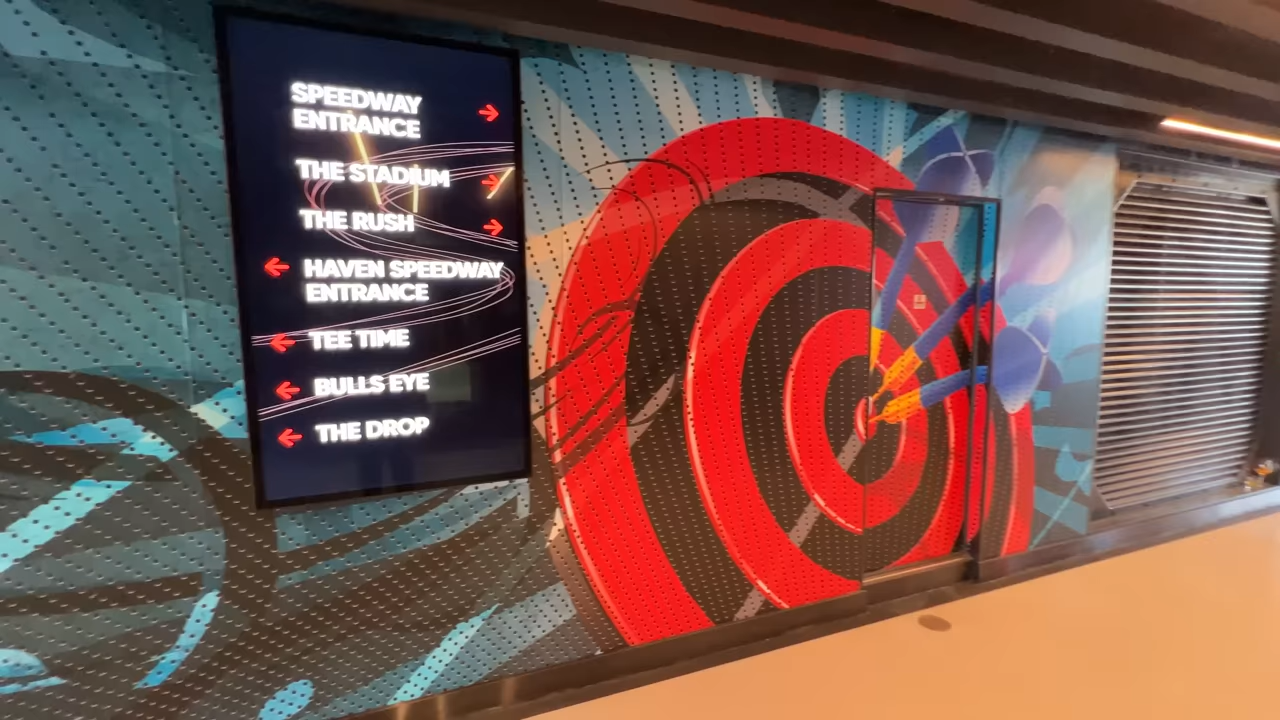 SPEEDWAY
ENTRANCE
THE STADIUM
THE RUSH
HAVEN SPEEDWAY
ENTRANCE
TEE TIME
BULLS EYE
THE DROP